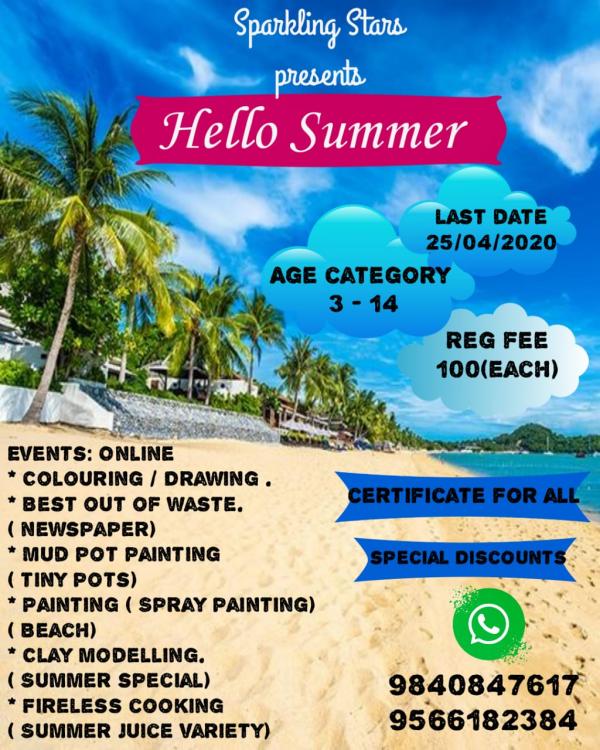 Sparkling Stars
presents
Hello Summer
LAST DATE
25/04/2020
AGE CATEGORY
3 - 14
REG FEE
100(EACH)
EVENTS: ONLINE
* COLOURING / DRAWING .
* BEST OUT OF WASTE.
( NEWSPAPER)
* MUD POT PAINTING
( TINY POTS)
* PAINTING ( SPRAY PAINTING)
( BEACH)
* CLAY MODELLING.
( SUMMER SPECIAL)
* FIRELESS COOKING
( SUMMER JUICE VARIETY)
CERTIFICATE FOR ALL
SPECIAL DISCOUNTS
9840847617
9566182384